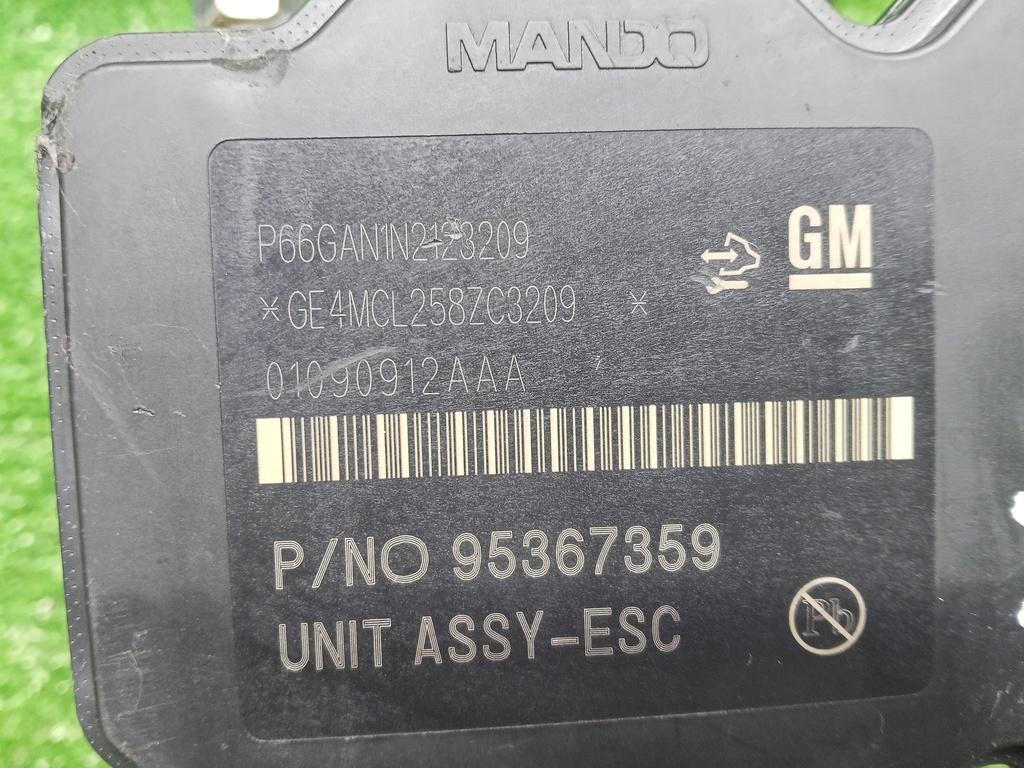 MANDO
P66GAN1N2123209
GM
*GE4MCL258ZC3209 *
01090912AAA
P/NO 95367359
UNIT ASSY-ESC
Pb